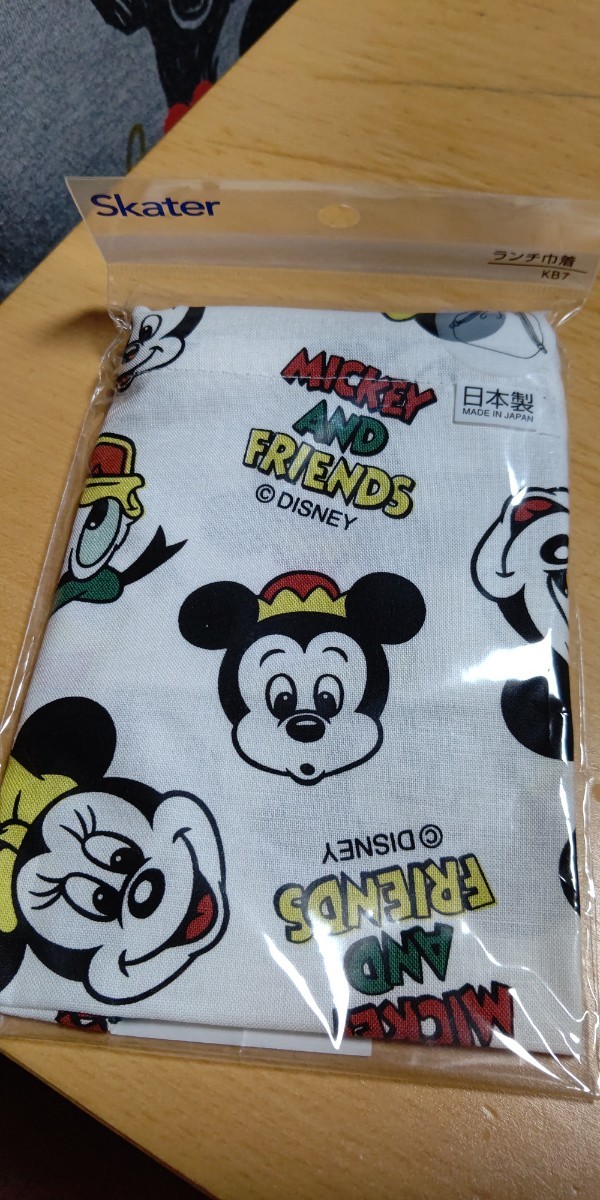 Skater
ランチ巾着
KB7
MICKEY
AND
FRIENDS
© DISNEY
日本製
MADE IN JAPAN
© DISNEY
FRIENDS
AND
MICKEY